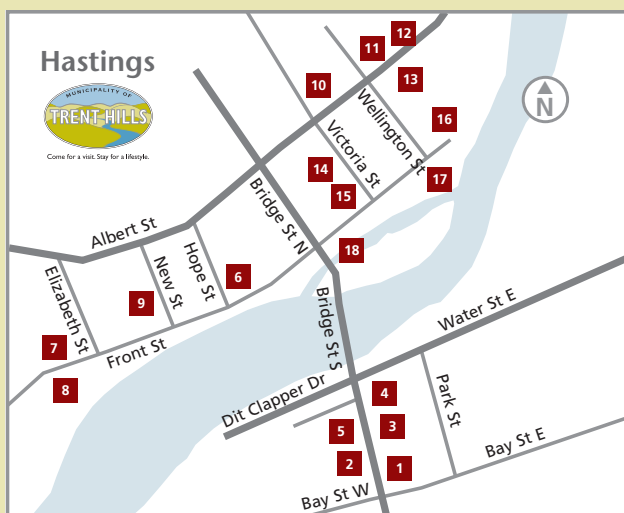 Hastings
MUNICIPALITY OF
TRENT HILLS
Come for a visit. Stay for a lifestyle.
12
11
13
10
N
16
Wellington St
Victoria St
14
17
15
Bridge St N
Albert St
18
Hope St
6
New St
Elizabeth St
9
Bridge St S
Water St E
7
Front St
8
Dit Clapper Dr
4
Park St
3
5
Bay St E
2
1
Bay St W